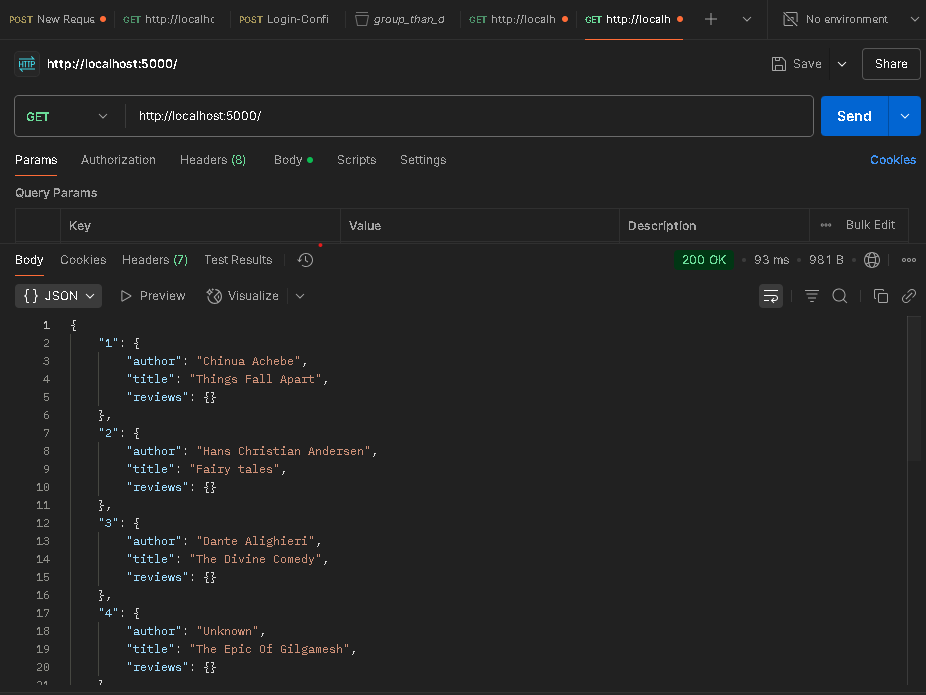 POST New Reque
GET http://localhc
POST Login-Confi
group_than_d
GET http://localh
GET http://localh
No environment
HTTP http://localhost:5000/
Save
Share
GET http://localhost:5000/
Send
Params Authorization Headers (8) Body Scripts Settings Cookies
Query Params
Key Value Description Bulk Edit
Body Cookies Headers (7) Test Results 200 OK 93 ms 981 B
{} JSON Preview Visualize
1 {
2 "1": {
3 "author": "Chinua Achebe",
4 "title": "Things Fall Apart",
5 "reviews": {}
6 },
7 "2": {
8 "author": "Hans Christian Andersen",
9 "title": "Fairy tales",
10 "reviews": {}
11 },
12 "3": {
13 "author": "Dante Alighieri",
14 "title": "The Divine Comedy",
15 "reviews": {}
16 },
17 "4": {
18 "author": "Unknown",
19 "title": "The Epic Of Gilgamesh",
20 "reviews": {}
21 }